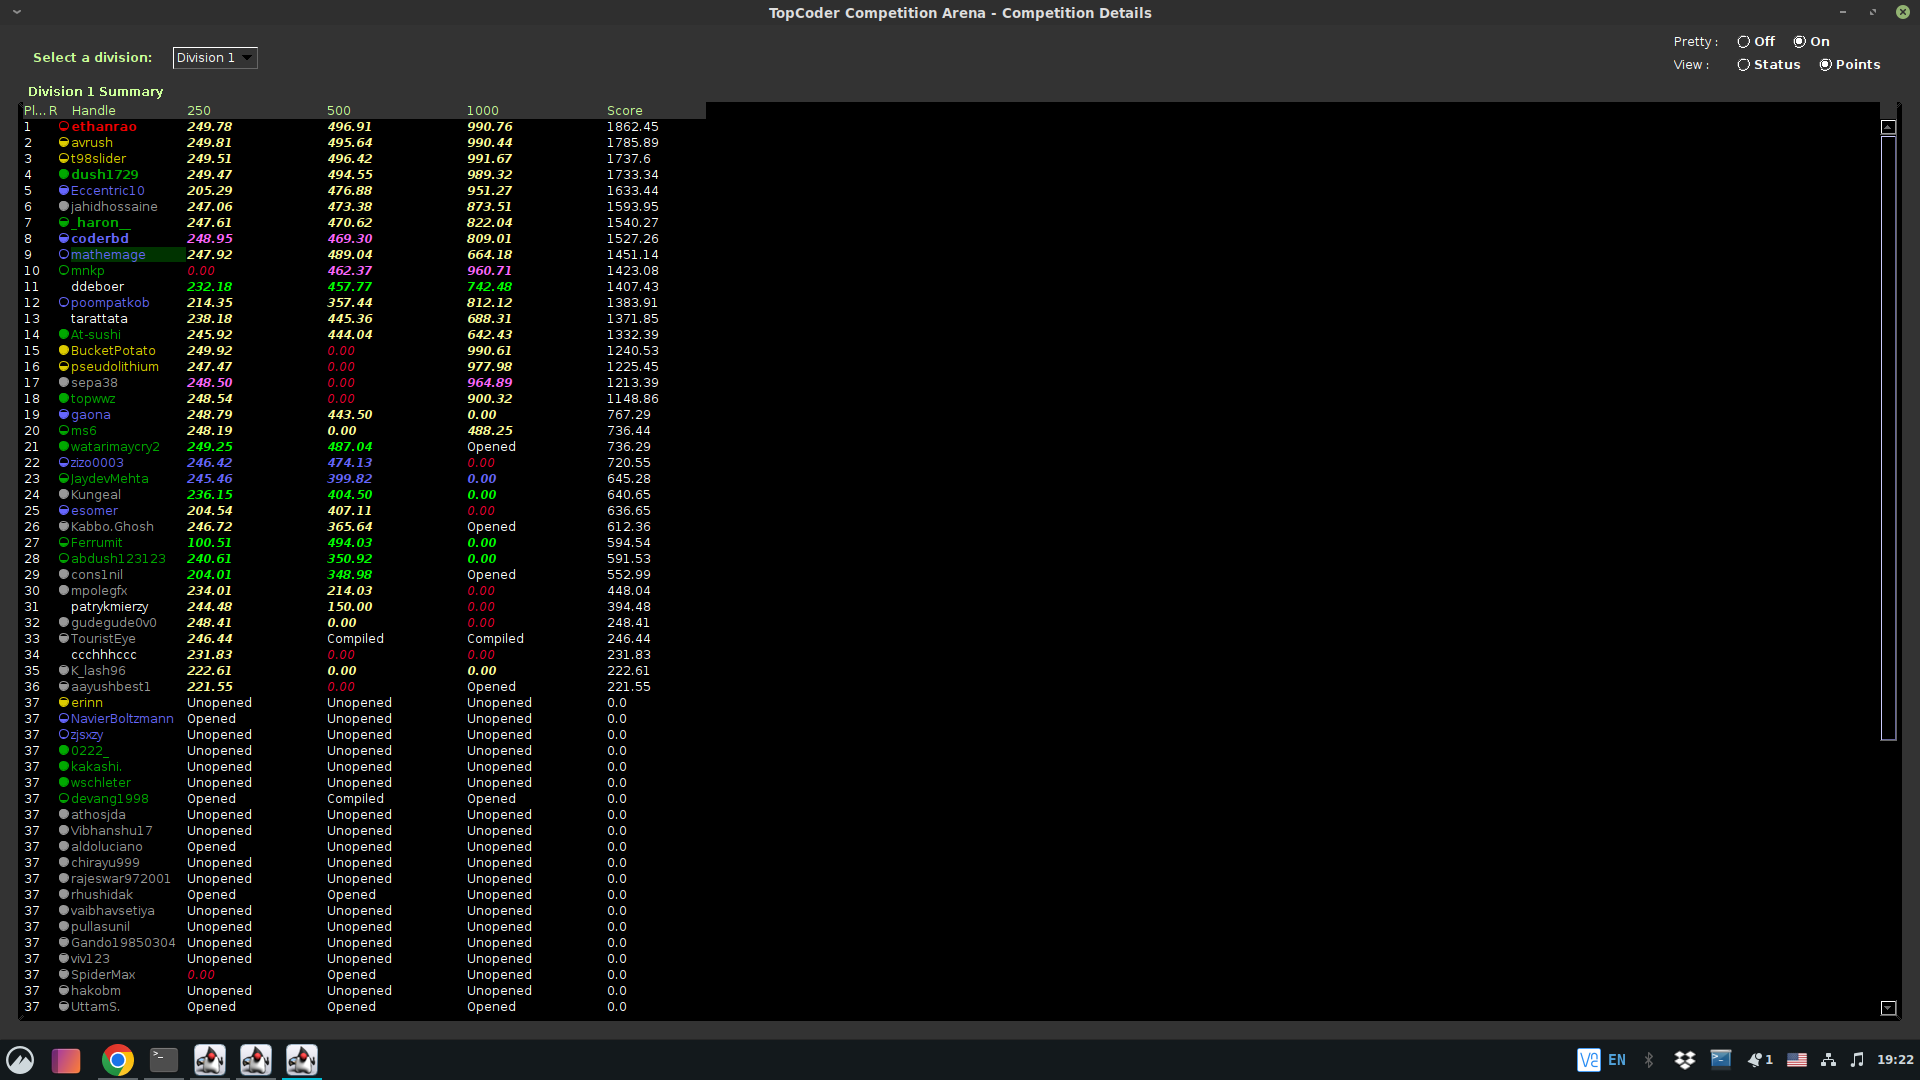 TopCoder Competition Arena - Competition Details
Pretty : Off On
Select a division: Division 1
View : Status Points
Division 1 Summary
Pl... R Handle 250 500 1000 Score
1 ethanrao 249.78 496.91 990.76 1862.45
2 avrush 249.81 495.64 990.44 1785.89
3 t98slider 249.51 496.42 991.67 1737.6
4 dush1729 249.47 494.55 989.32 1733.34
5 Eccentric10 205.29 476.88 951.27 1633.44
6 jahidhossaine 247.06 473.38 873.51 1593.95
7 _haron__ 247.61 470.62 822.04 1540.27
8 coderbd 248.95 469.30 809.01 1527.26
9 mathemage 247.92 489.04 664.18 1451.14
10 mnkp 0.00 462.37 960.71 1423.08
11 ddeboer 232.18 457.77 742.48 1407.43
12 poompatkob 214.35 357.44 812.12 1383.91
13 tarattata 238.18 445.36 688.31 1371.85
14 At-sushi 245.92 444.04 642.43 1332.39
15 BucketPotato 249.92 0.00 990.61 1240.53
16 pseudolithium 247.47 0.00 977.98 1225.45
17 sepa38 248.50 0.00 964.89 1213.39
18 topwwz 248.54 0.00 900.32 1148.86
19 gaona 248.79 443.50 0.00 767.29
20 ms6 248.19 0.00 488.25 736.44
21 watarimaycry2 249.25 487.04 Opened 736.29
22 zizo0003 246.42 474.13 0.00 720.55
23 JaydevMehta 245.46 399.82 0.00 645.28
24 Kungeal 236.15 404.50 0.00 640.65
25 esomer 204.54 407.11 0.00 636.65
26 Kabbo.Ghosh 246.72 365.64 Opened 612.36
27 Ferrumit 100.51 494.03 0.00 594.54
28 abdush123123 240.61 350.92 0.00 591.53
29 cons1nil 204.01 348.98 Opened 552.99
30 mpolegfx 234.01 214.03 0.00 448.04
31 patrykmierzy 244.48 150.00 0.00 394.48
32 gudegude0v0 248.41 0.00 0.00 248.41
33 TouristEye 246.44 Compiled Compiled 246.44
34 ccchhhccc 231.83 0.00 0.00 231.83
35 K_lash96 222.61 0.00 0.00 222.61
36 aayushbest1 221.55 0.00 Opened 221.55
37 erinn Unopened Unopened Unopened 0.0
37 NavierBoltzmann Opened Unopened Unopened 0.0
37 zjsxzy Unopened Unopened Unopened 0.0
37 0222_ Unopened Unopened Unopened 0.0
37 kakashi. Unopened Unopened Unopened 0.0
37 wschleter Unopened Unopened Unopened 0.0
37 devang1998 Opened Compiled Opened 0.0
37 athosjda Unopened Unopened Unopened 0.0
37 Vibhanshu17 Unopened Unopened Unopened 0.0
37 aldoluciano Opened Unopened Unopened 0.0
37 chirayu999 Unopened Unopened Unopened 0.0
37 rajeswar972001 Unopened Unopened Unopened 0.0
37 rhushidak Opened Opened Unopened 0.0
37 vaibhavsetiya Unopened Unopened Unopened 0.0
37 pullasunil Unopened Unopened Unopened 0.0
37 Gando19850304 Unopened Unopened Unopened 0.0
37 viv123 Unopened Unopened Unopened 0.0
37 SpiderMax 0.00 Opened Unopened 0.0
37 hakobm Unopened Unopened Unopened 0.0
37 UttamS. Opened Opened Opened 0.0
EN 1 19:22